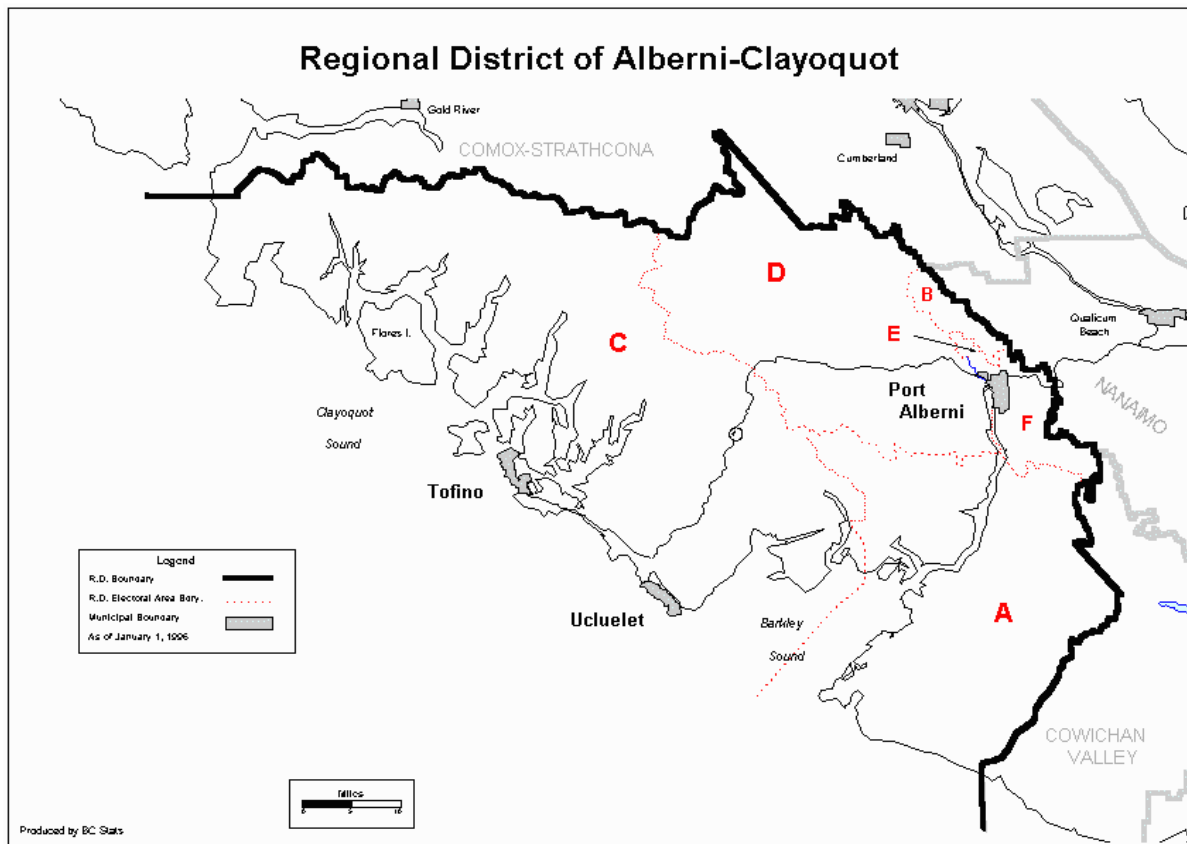 Regional District of Alberni-Clayoquot
Gold River
COMOX-STRATHCONA
Cumberland
D
B
Qualicum
Beach
E
Flores I.
C
Port
Alberni
NANAIMO
F
Clayoquot
Sound
Tofino
Legend
R.D. Boundary
R.D. Electoral Area Bdry.
Municipal Boundary
As of January 1, 1996
Ucluelet
Barkley
Sound
A
COWICHAN
VALLEY
Miles
0 5 10
Produced by BC Stats